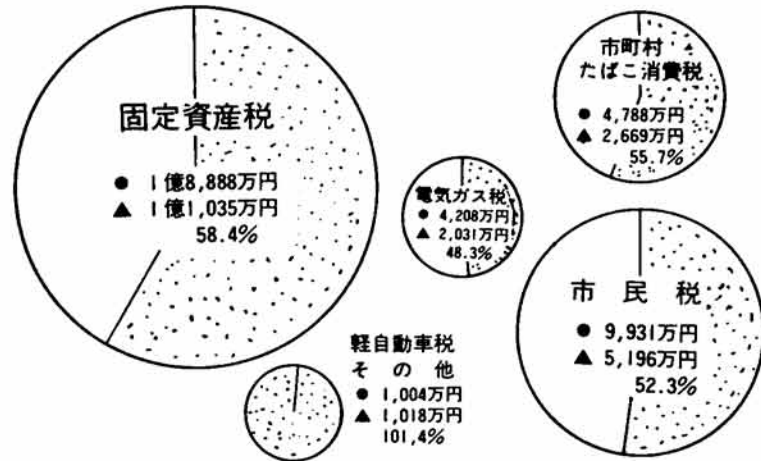 固定資産税
● 1億8,888万円
▲ 1億1,035万円
58.4%
市町村
たばこ消費税
● 4,788万円
▲ 2,669万円
55.7%
電気ガス税
● 4,208万円
▲ 2,031万円
48.3%
市民税
● 9,931万円
▲ 5,196万円
52.3%
軽自動車税
その他
● 1,004万円
▲ 1,018万円
101,4%